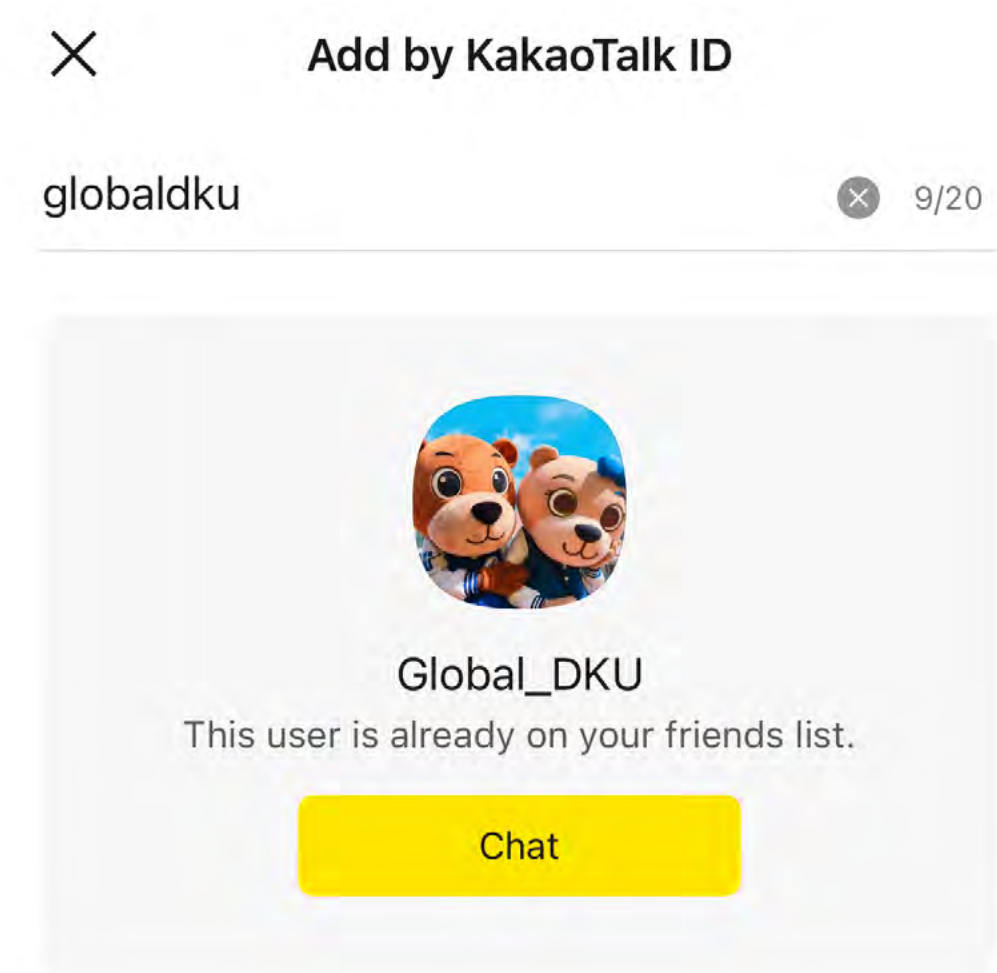 Add by KakaoTalk ID
globaldku
9/20
Global_DKU
This user is already on your friends list.
Chat